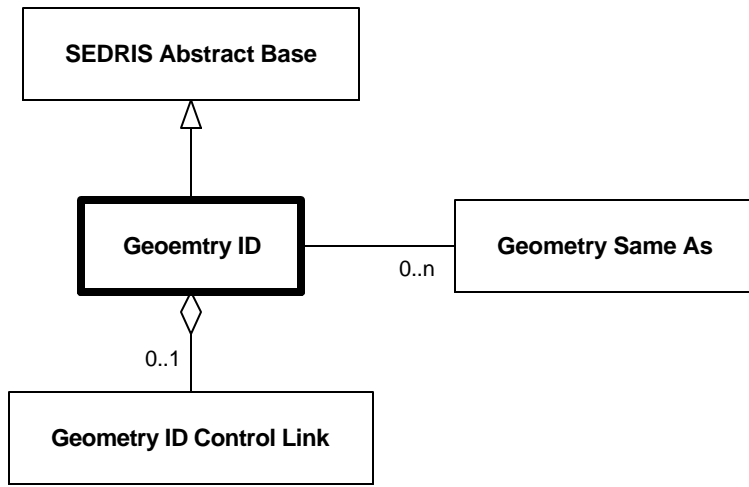 SEDRIS Abstract Base
Geoemtry ID
Geometry Same As
0..n
0..1
Geometry ID Control Link